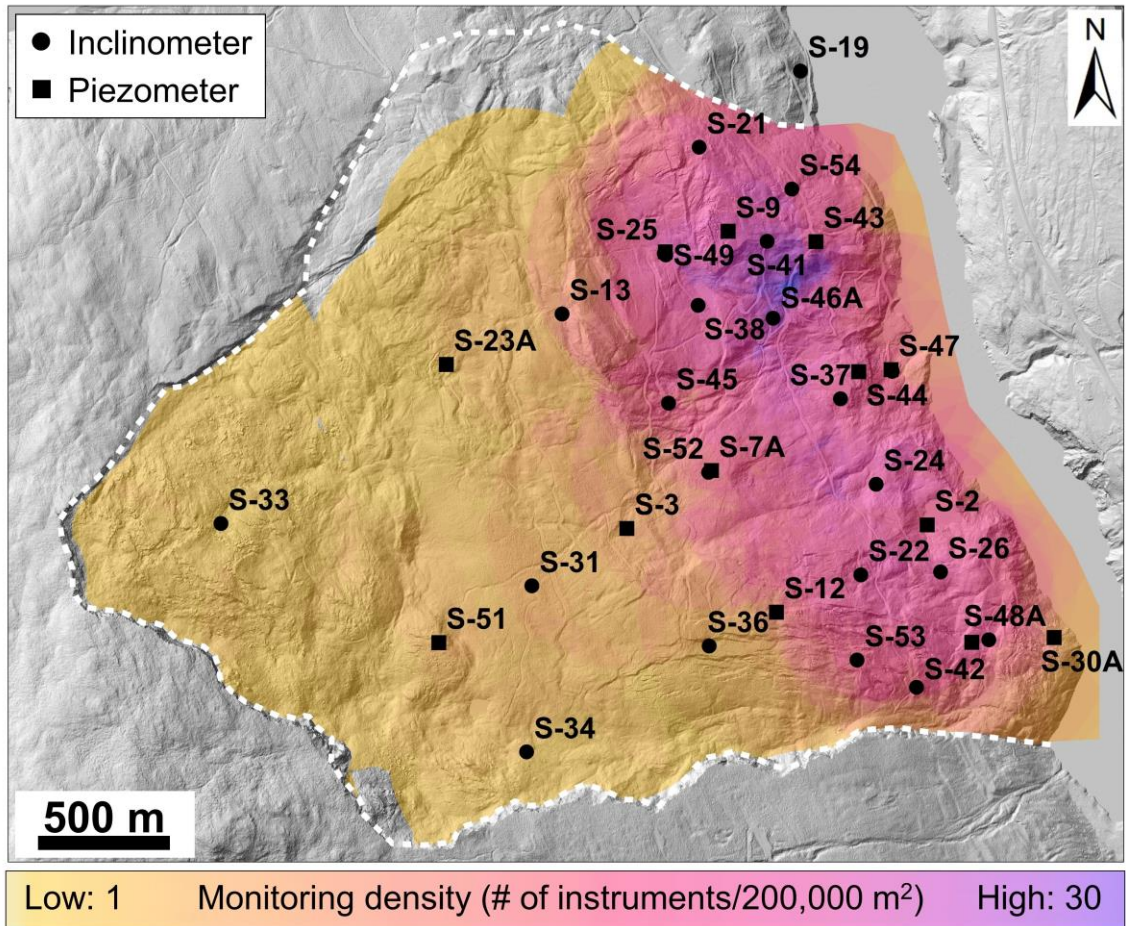 Inclinometer
Piezometer
N
S-19
S-21
S-54
S-9
S-43
S-25
S-49
S-41
S-13
S-46A
S-38
S-23A
S-47
S-37
S-45
S-44
S-52
S-7A
S-24
S-33
S-3
S-2
S-22
S-26
S-31
S-12
S-51
S-36
S-48A
S-53
S-30A
S-42
S-34
500 m
Low: 1 Monitoring density (# of instruments/200,000 m²) High: 30